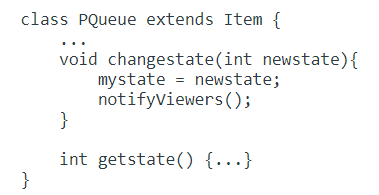 class PQueue extends Item {
    ...
    void changestate(int newstate){
        mystate = newstate;
        notifyViewers();
    }

    int getstate() {...}
}